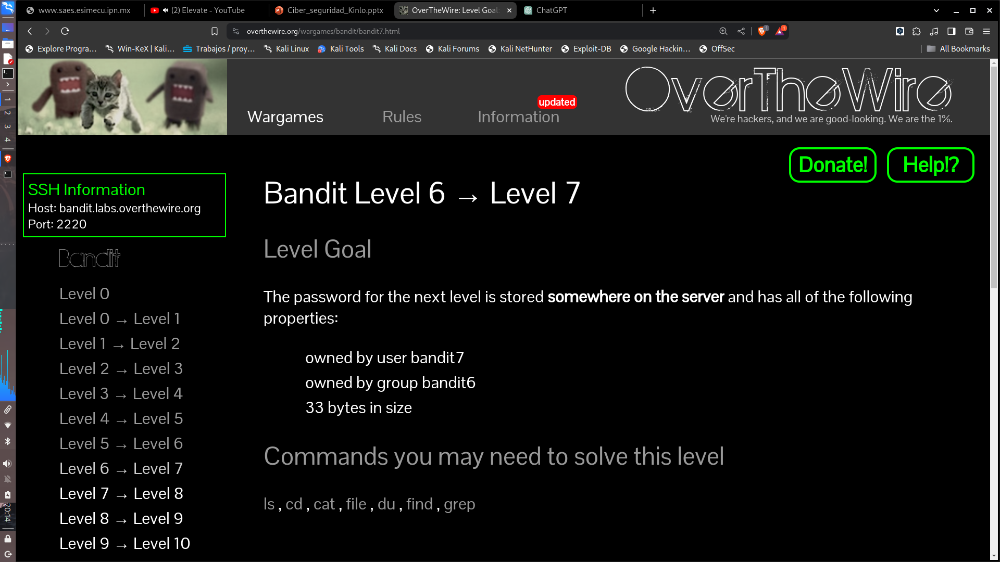 www.saes.esimecu.ipn.mx
(2) Elevate - YouTube
Ciber_seguridad_Kinlo.pptx
OverTheWire: Level Goal:
ChatGPT
overthewire.org/wargames/bandit/bandit7.html
1
1
Explore Progra...
Win-KeX | Kali...
Trabajos / proy...
Kali Linux
Kali Tools
Kali Docs
Kali Forums
Kali NetHunter
Exploit-DB
Google Hackin...
OffSec
All Bookmarks
1
2
3
4
20:14
Wargames
Rules
Information
updated
OverTheWire
We're hackers, and we are good-looking. We are the 1%.
Donate!
Help!?
SSH Information
Host: bandit.labs.overthewire.org
Port: 2220
Bandit
Level 0
Level 0 → Level 1
Level 1 → Level 2
Level 2 → Level 3
Level 3 → Level 4
Level 4 → Level 5
Level 5 → Level 6
Level 6 → Level 7
Level 7 → Level 8
Level 8 → Level 9
Level 9 → Level 10
Bandit Level 6 → Level 7
Level Goal
The password for the next level is stored somewhere on the server and has all of the following
properties:
owned by user bandit7
owned by group bandit6
33 bytes in size
Commands you may need to solve this level
ls , cd , cat , file , du , find , grep